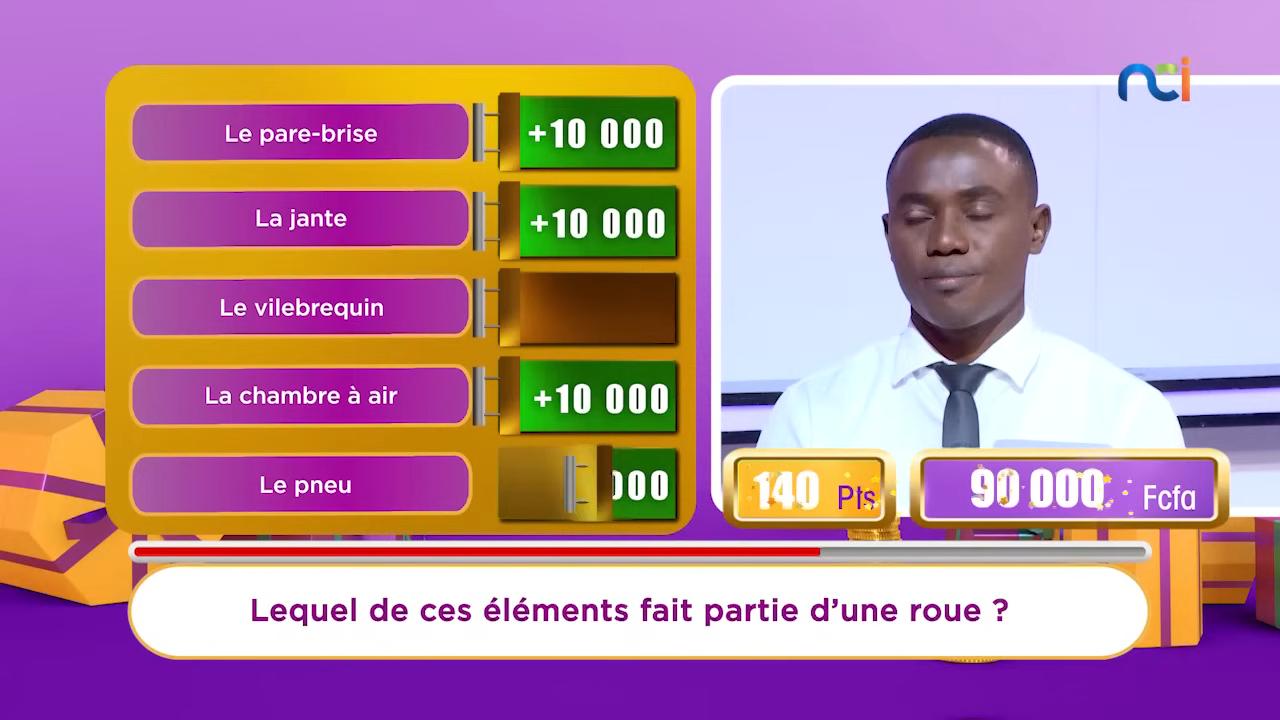 nci
Le pare-brise
+10 000
La jante
+10 000
Le vilebrequin
La chambre à air
+10 000
Le pneu
000
140 Pts
90 000 Fcfa
Lequel de ces éléments fait partie d'une roue ?